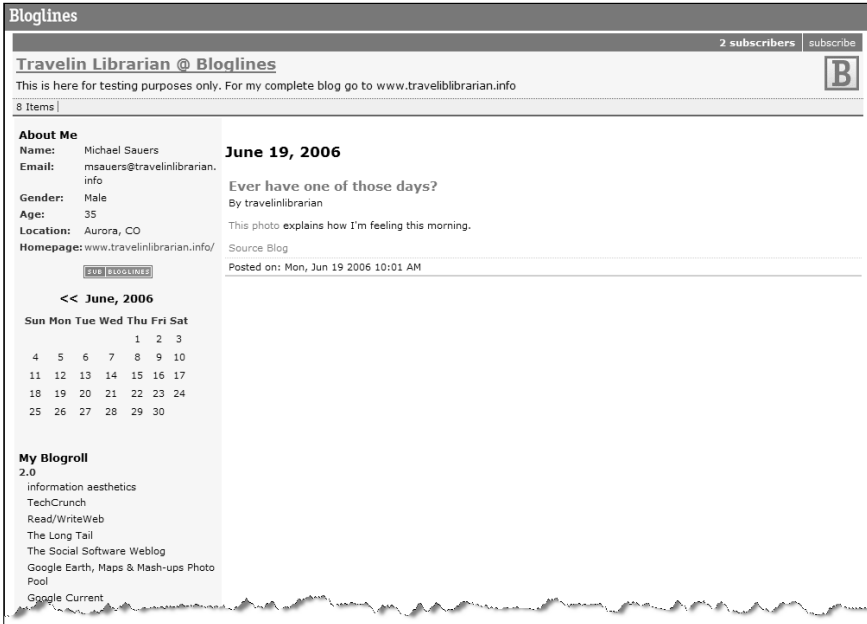 Bloglines
2 subscribers | subscribe
Travelin Librarian @ Bloglines
This is here for testing purposes only. For my complete blog go to www.traveliblibrarian.info
B
8 Items |
About Me
Name: Michael Sauers
Email: msauers@travelinlibrarian.
info
Gender: Male
Age: 35
Location: Aurora, CO
Homepage: www.travelinlibrarian.info/
SUB BLOGLINES
<< June, 2006
Sun Mon Tue Wed Thu Fri Sat
1 2 3
4 5 6 7 8 9 10
11 12 13 14 15 16 17
18 19 20 21 22 23 24
25 26 27 28 29 30
My Blogroll
2.0
information aesthetics
TechCrunch
Read/WriteWeb
The Long Tail
The Social Software Weblog
Google Earth, Maps & Mash-ups Photo
Pool
Google Current
June 19, 2006
Ever have one of those days?
By travelinlibrarian
This photo explains how I'm feeling this morning.
Source Blog
Posted on: Mon, Jun 19 2006 10:01 AM